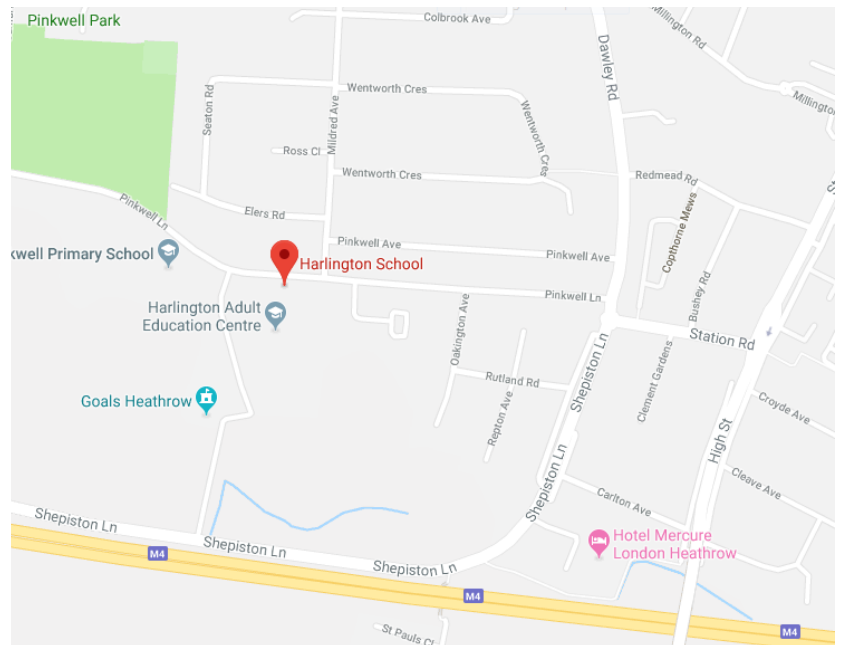 Pinkwell Park
Colbrook Ave
Millington Rd
Dawley Rd
Seaton Rd
Mildred Ave
Wentworth Cres
Wentworth Cres
Millington
Ross Cl
Wentworth Cres
Redmead Rd
Pinkwell Ln
Elers Rd
Copthorne Mews
Pinkwell Ave
kwell Primary School
Harlington School
Pinkwell Ave
Bushey Rd
Pinkwell Ln
Harlington Adult
Education Centre
Oakington Ave
Station Rd
Shepiston Ln
Clement Gardens
Rutland Rd
Goals Heathrow
Repton Ave
Croyde Ave
High St
Cleave Ave
Carlton Ave
Shepiston Ln
Shepiston Ln
Shepiston Ln
Hotel Mercure
London Heathrow
M4
Shepiston Ln
M4
M4
St Pauls Cl